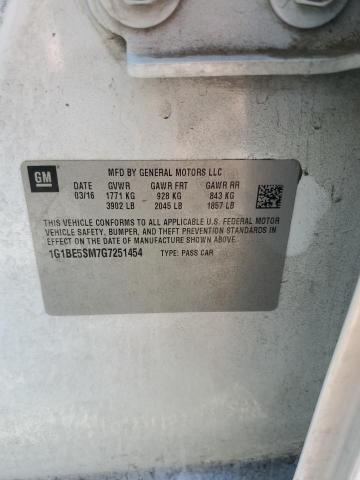 GM
MFD BY GENERAL MOTORS LLC
DATE GVWR GAWR FRT GAWR RR
03/16 1771 KG 928 KG 843 KG
3902 LB 2045 LB 1857 LB
THIS VEHICLE CONFORMS TO ALL APPLICABLE U.S. FEDERAL MOTOR
VEHICLE SAFETY, BUMPER, AND THEFT PREVENTION STANDARDS
IN EFFECT ON THE DATE OF MANUFACTURE SHOWN ABOVE.
1G1BE5SM7G7251454 TYPE: PASS CAR